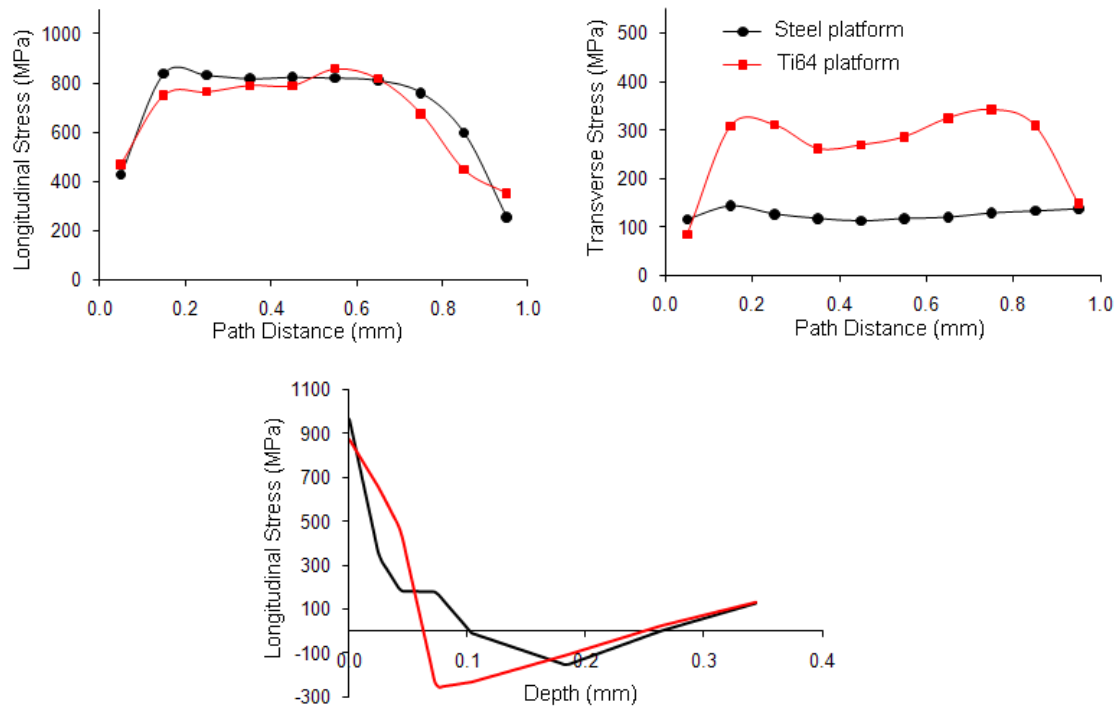 Longitudinal Stress (MPa)
1000
800
600
400
200
0
0.0 0.2 0.4 0.6 0.8 1.0
Path Distance (mm)
Transverse Stress (MPa)
500
400
300
200
100
0
0.0 0.2 0.4 0.6 0.8 1.0
Path Distance (mm)
Steel platform
Ti64 platform
Longitudinal Stress (MPa)
1100
900
700
500
300
100
-100
-300
0.0 0.1 0.2 0.3 0.4
Depth (mm)